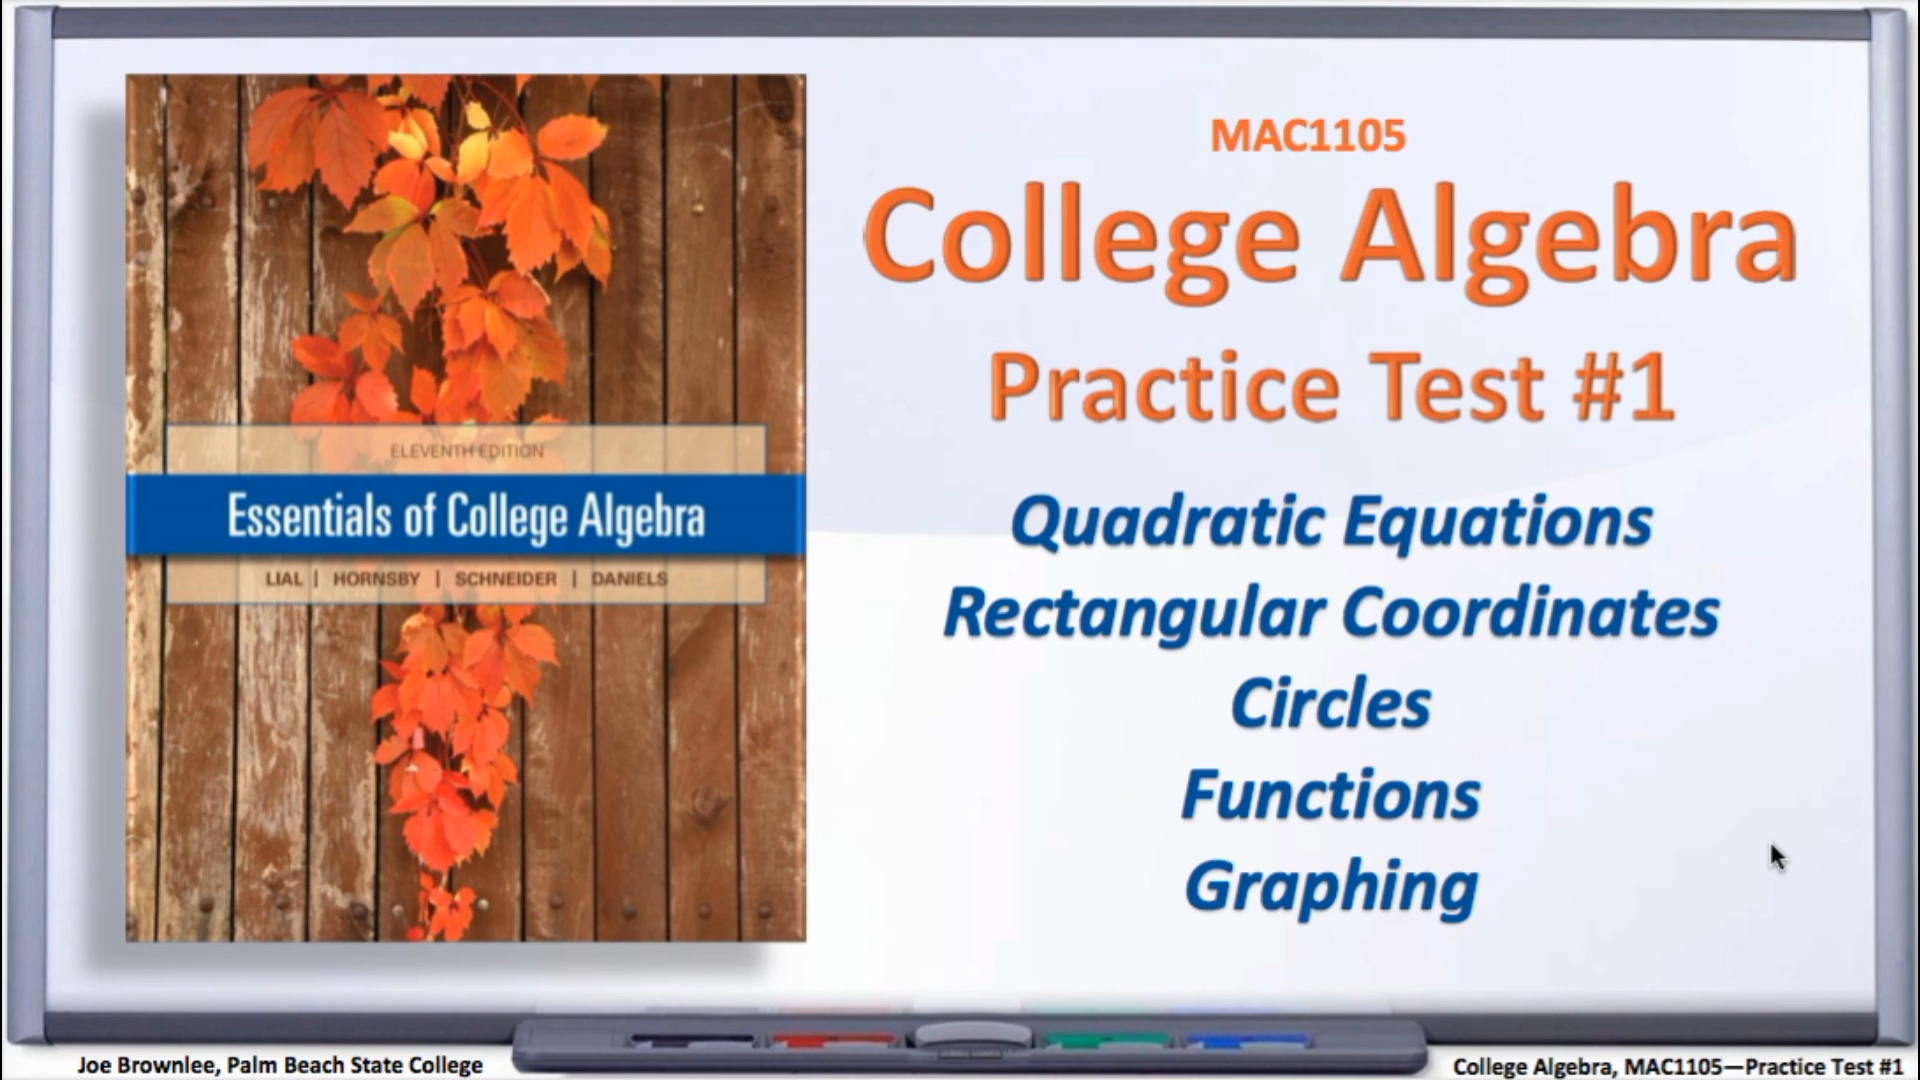 ELEVENTH EDITION
Essentials of College Algebra
LIAL | HORNSBY | SCHNEIDER | DANIELS
MAC1105
College Algebra
Practice Test #1
Quadratic Equations
Rectangular Coordinates
Circles
Functions
Graphing
Joe Brownlee, Palm Beach State College
College Algebra, MAC1105—Practice Test #1